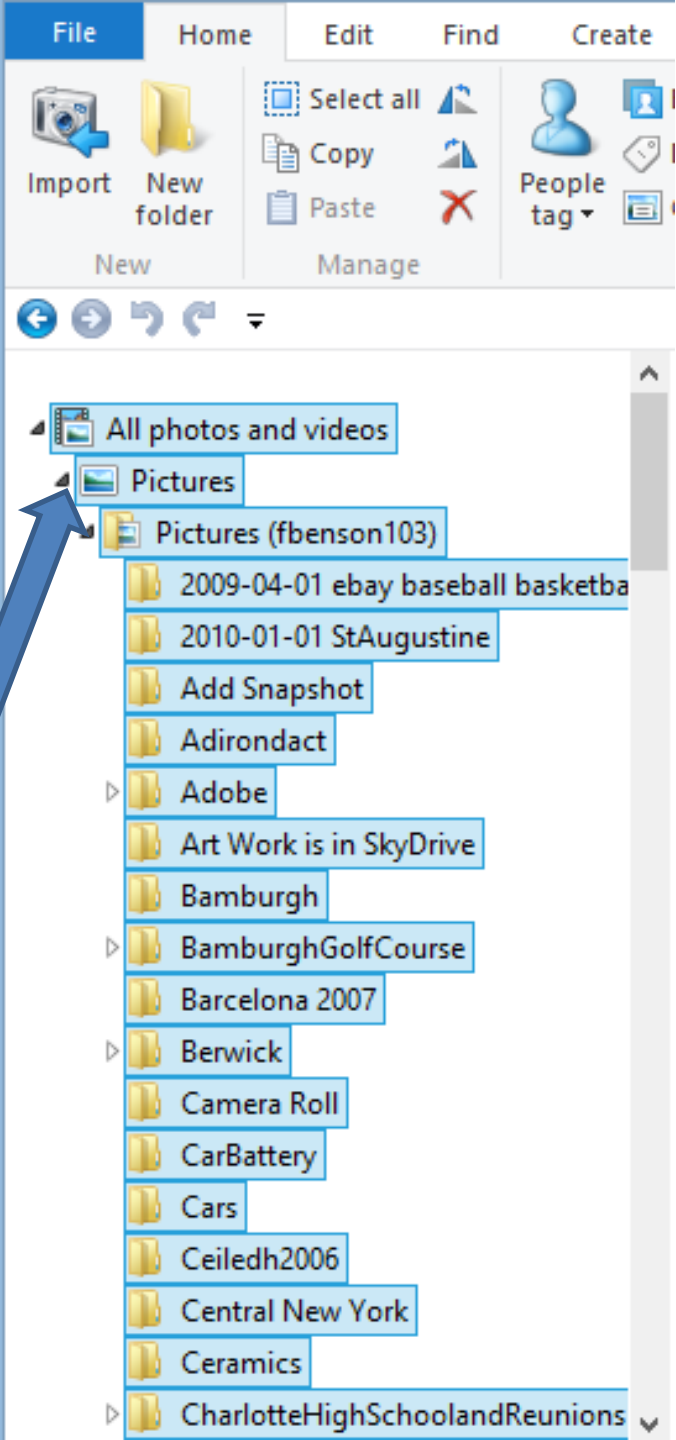 File Home Edit Find Create
Select all
Copy
Paste
Import
New folder
People tag
New Manage
All photos and videos
Pictures
Pictures (fbenson103)
2009-04-01 ebay baseball basketba
2010-01-01 StAugustine
Add Snapshot
Adirondact
Adobe
Art Work is in SkyDrive
Bamburgh
BamburghGolfCourse
Barcelona 2007
Berwick
Camera Roll
CarBattery
Cars
Ceiledh2006
Central New York
Ceramics
CharlotteHighSchoolandReunions